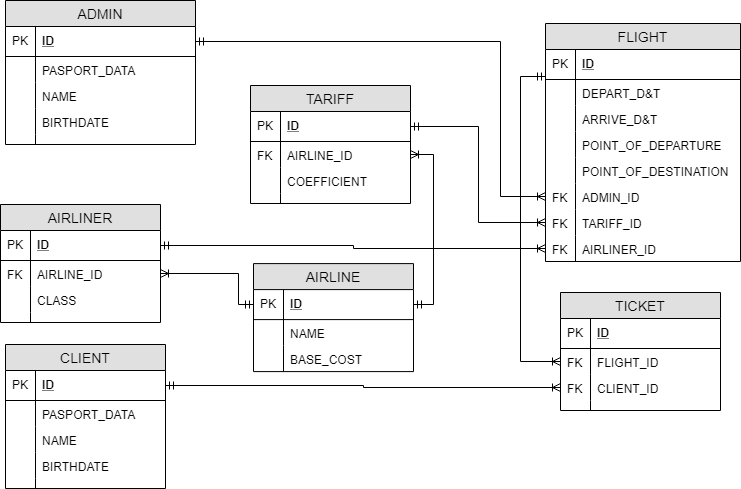 ADMIN
PK ID
PASPORT_DATA
NAME
BIRTHDATE
FLIGHT
PK ID
DEPART_D&T
ARRIVE_D&T
POINT_OF_DEPARTURE
POINT_OF_DESTINATION
FK ADMIN_ID
FK TARIFF_ID
FK AIRLINER_ID
TARIFF
PK ID
FK AIRLINE_ID
COEFFICIENT
AIRLINER
PK ID
FK AIRLINE_ID
CLASS
AIRLINE
PK ID
NAME
BASE_COST
TICKET
PK ID
FK FLIGHT_ID
FK CLIENT_ID
CLIENT
PK ID
PASPORT_DATA
NAME
BIRTHDATE